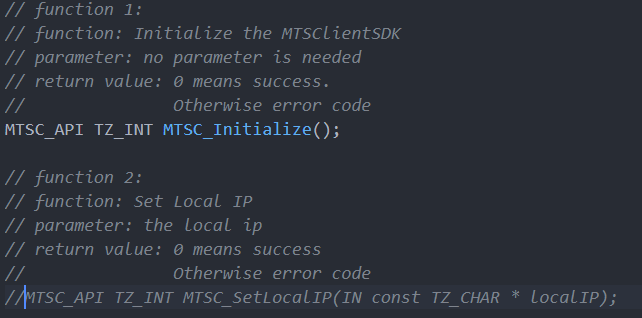 // function 1:
// function: Initialize the MTSClientSDK
// parameter: no parameter is needed
// return value: 0 means success.
//               Otherwise error code
MTSC_API TZ_INT MTSC_Initialize();

// function 2:
// function: Set Local IP
// parameter: the local ip
// return value: 0 means success
//               Otherwise error code
//MTSC_API TZ_INT MTSC_SetLocalIP(IN const TZ_CHAR * localIP);